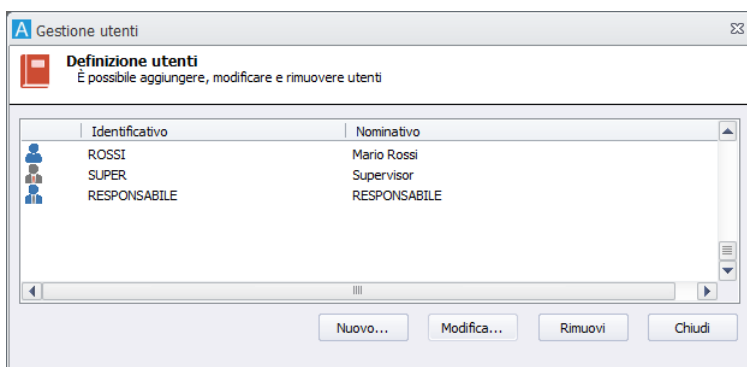 A Gestione utenti
Definizione utenti
È possibile aggiungere, modificare e rimuovere utenti
Identificativo Nominativo
ROSSI Mario Rossi
SUPER Supervisor
RESPONSABILE RESPONSABILE
Nuovo... Modifica... Rimuovi Chiudi